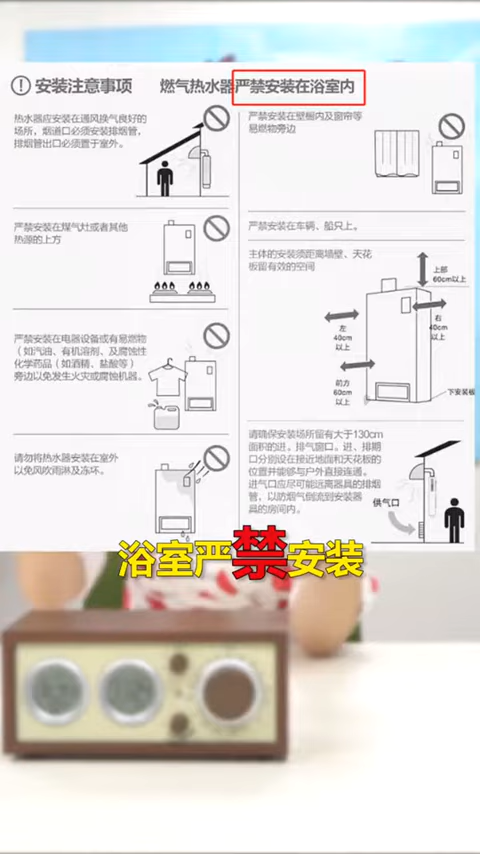 安装注意事项 燃气热水器严禁安装在浴室内
热水器应安装在通风换气良好的
场所，烟道口必须安装排烟管，
排烟管出口必须置于室外。
严禁安装在煤气灶或者其他
热源的上方
严禁安装在电器设备或有易燃物
（如汽油、有机溶剂、及腐蚀性
化学药品（如酒精、盐酸等）
旁边以免发生火灾或腐蚀机器。
请勿将热水器安装在室外
以免风吹雨淋及冻坏。
严禁安装在壁橱内及窗帘等
易燃物旁边
严禁安装在车辆、船只上。
主体的安装须距离墙壁、天花
板留有效的空间
上部
60cm以上
左
40cm
以上
右
40cm
以上
前方
60cm以上
下安装板
请确保安装场所留有大于130cm
面积的进、排气窗口。进、排期
口分别设在接近地面和天花板的
位置并能够与户外直接连通。
进气口应尽可能远离器具的排烟
管，以防烟气倒流到安装器
具的房间内。
供气口
浴室严禁安装